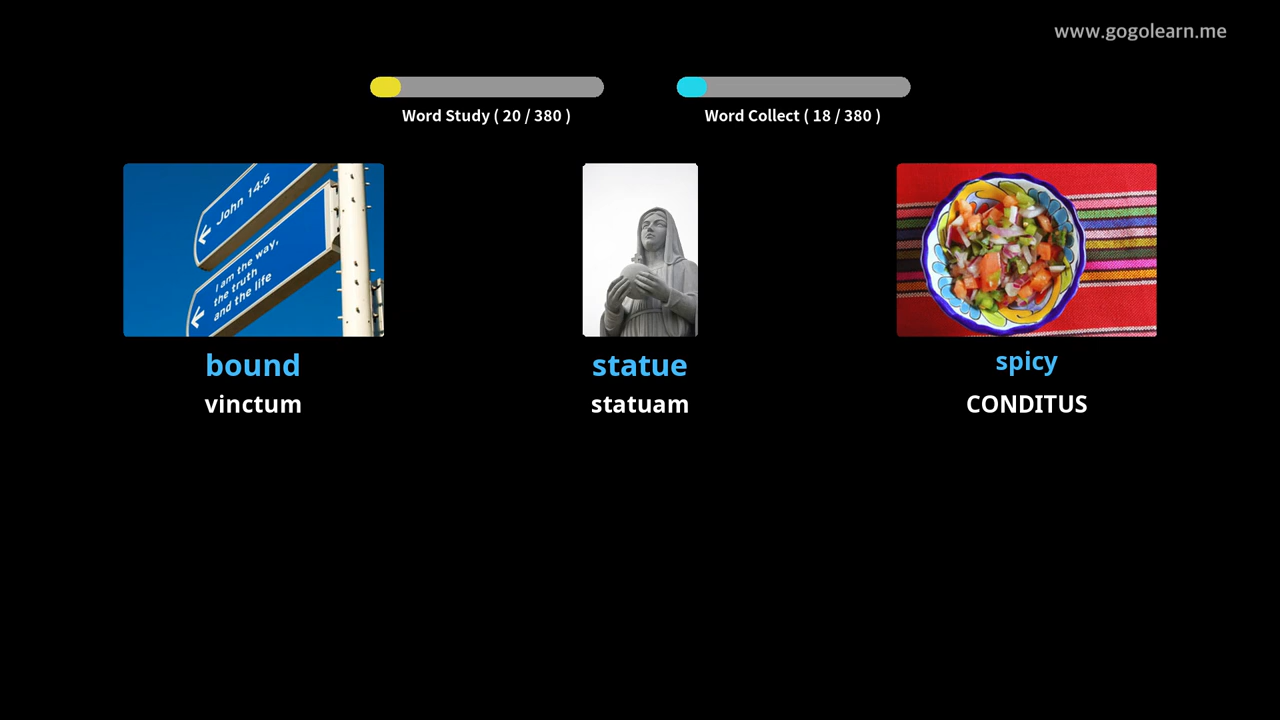 www.gogolearn.me
Word Study ( 20 / 380 )
Word Collect ( 18 / 380 )
John 14:6
I am the way,
the truth
and the life
bound
statue
spicy
vinctum
statuam
CONDITUS